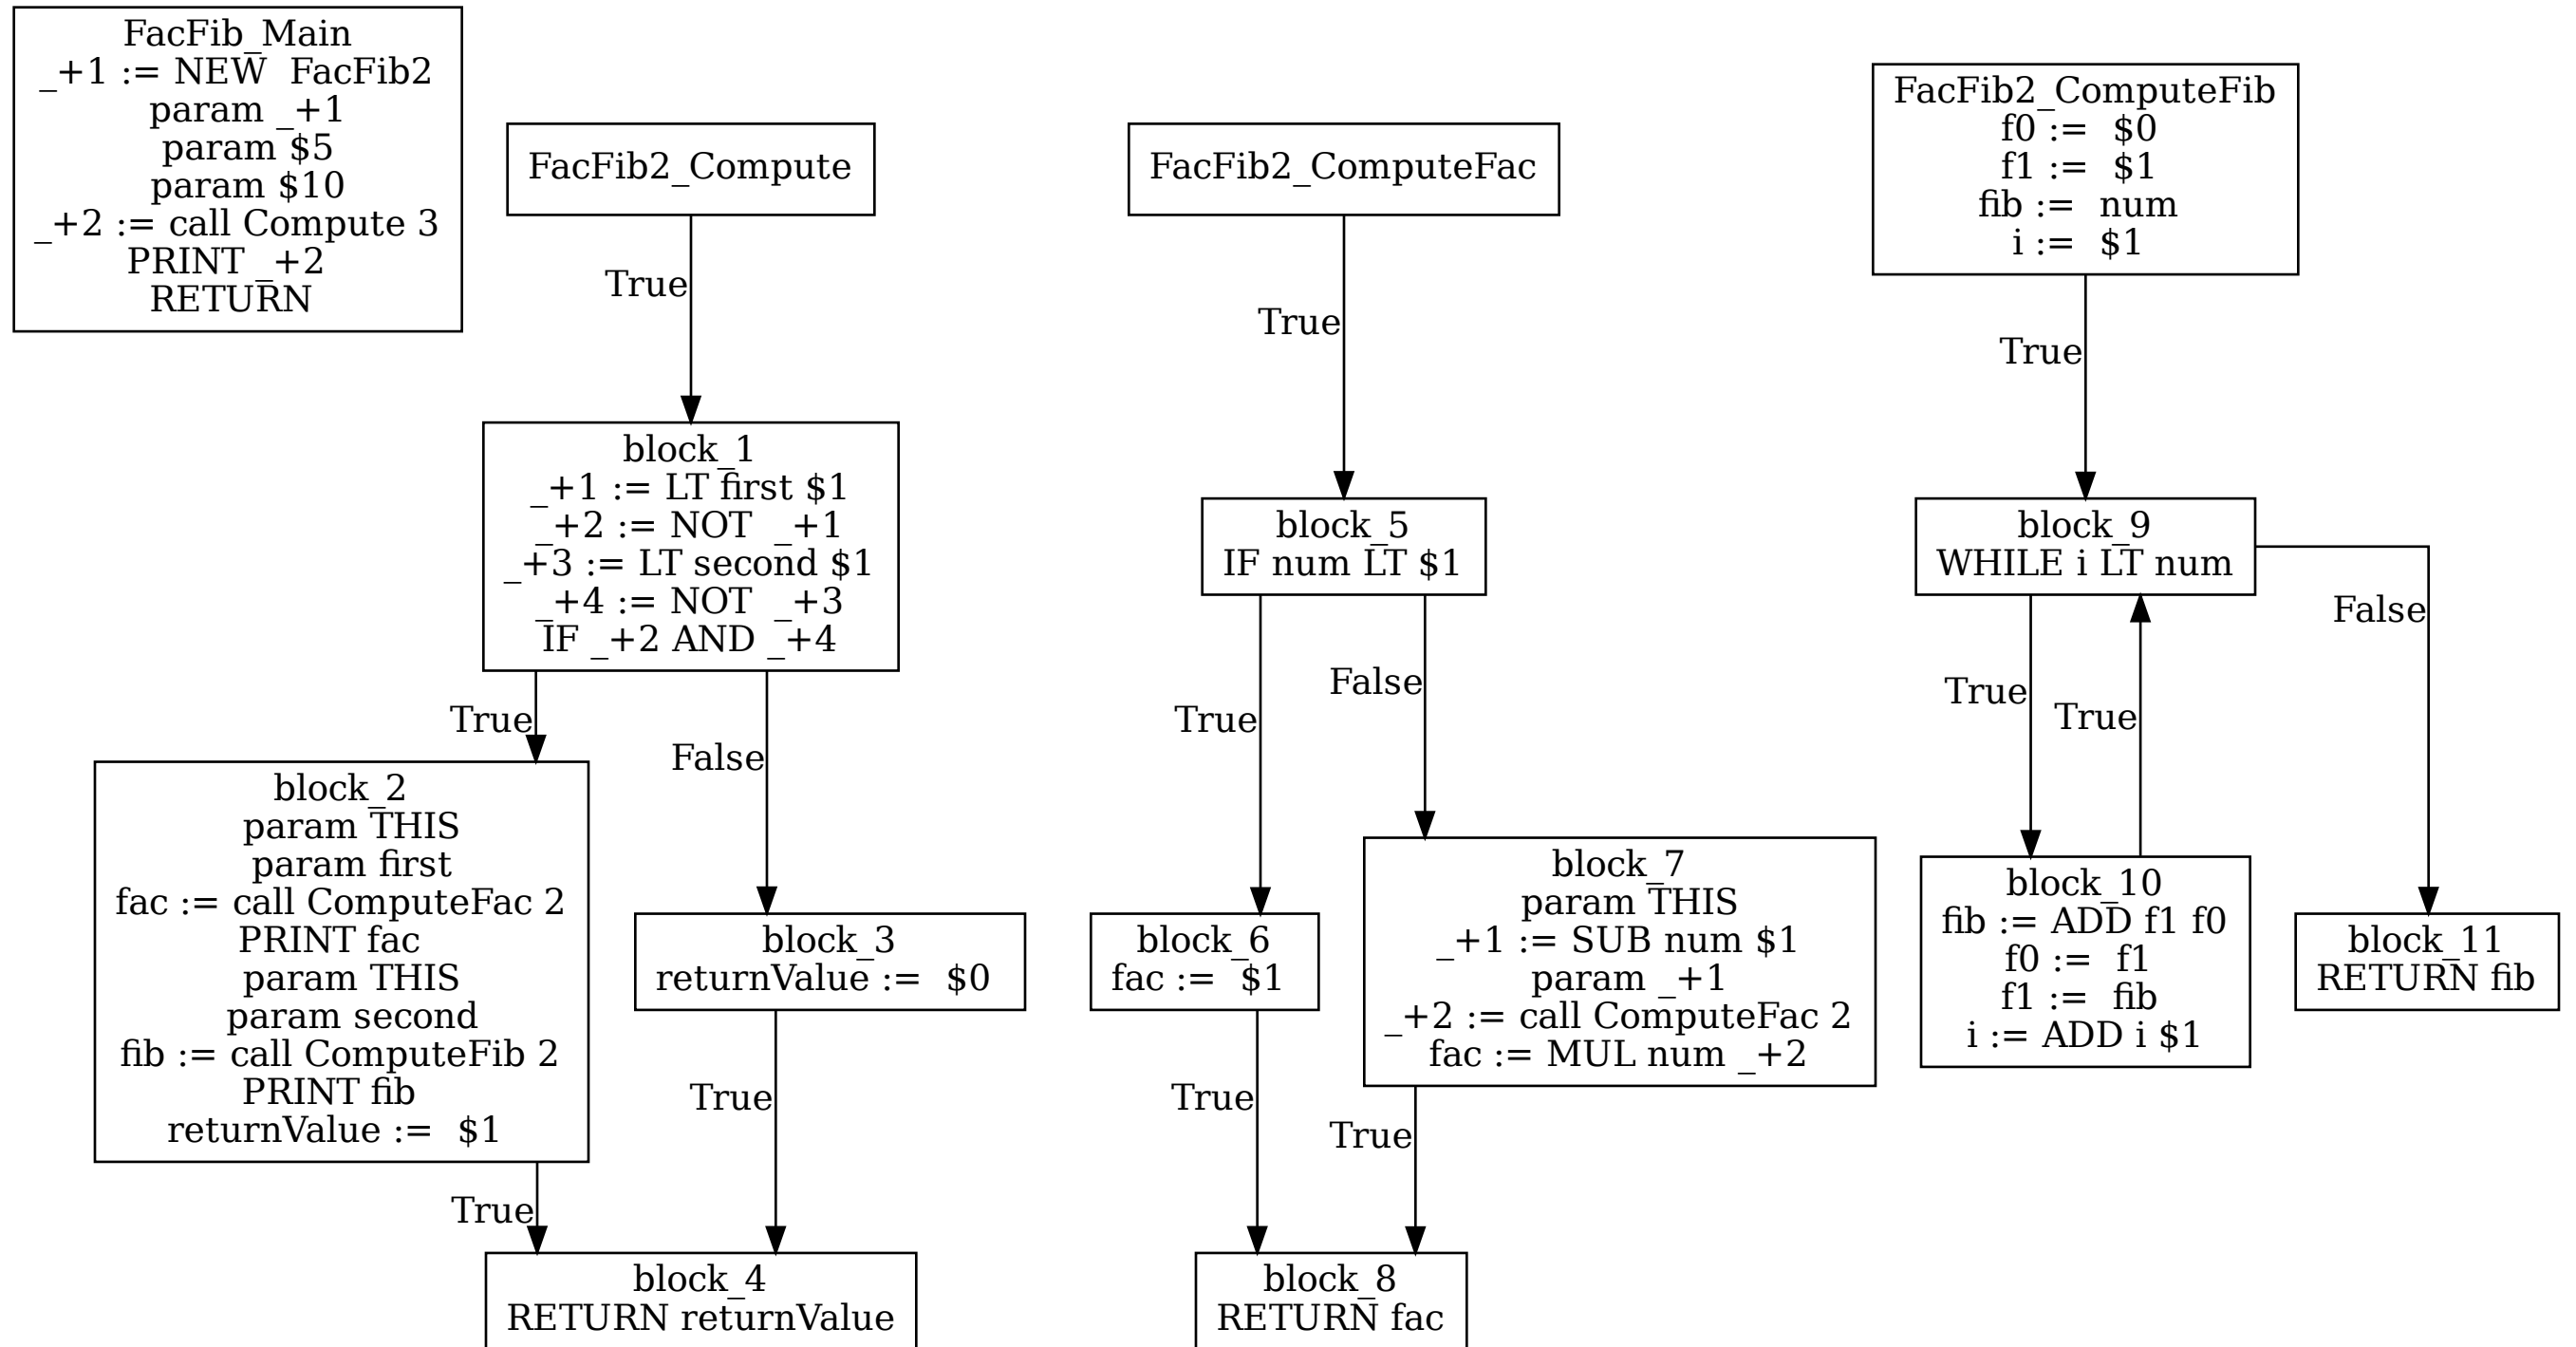 FacFib_Main
_+1 := NEW  FacFib2
param _+1
param $5
param $10
_+2 := call Compute 3
PRINT _+2
RETURN
FacFib2_Compute
True
block_1
_+1 := LT first $1
_+2 := NOT  _+1
_+3 := LT second $1
_+4 := NOT  _+3
IF _+2 AND _+4
True
False
block_2
param THIS
param first
fac := call ComputeFac 2
PRINT fac
param THIS
param second
fib := call ComputeFib 2
PRINT fib
returnValue :=  $1
block_3
returnValue :=  $0
True
True
block_4
RETURN returnValue
FacFib2_ComputeFac
True
block_5
IF num LT $1
True
False
block_6
fac :=  $1
block_7
param THIS
_+1 := SUB num $1
param _+1
_+2 := call ComputeFac 2
fac := MUL num _+2
True
True
block_8
RETURN fac
FacFib2_ComputeFib
f0 :=  $0
f1 :=  $1
fib :=  num
i :=  $1
True
block_9
WHILE i LT num
True
True
False
block_10
fib := ADD f1 f0
f0 :=  f1
f1 :=  fib
i := ADD i $1
block_11
RETURN fib